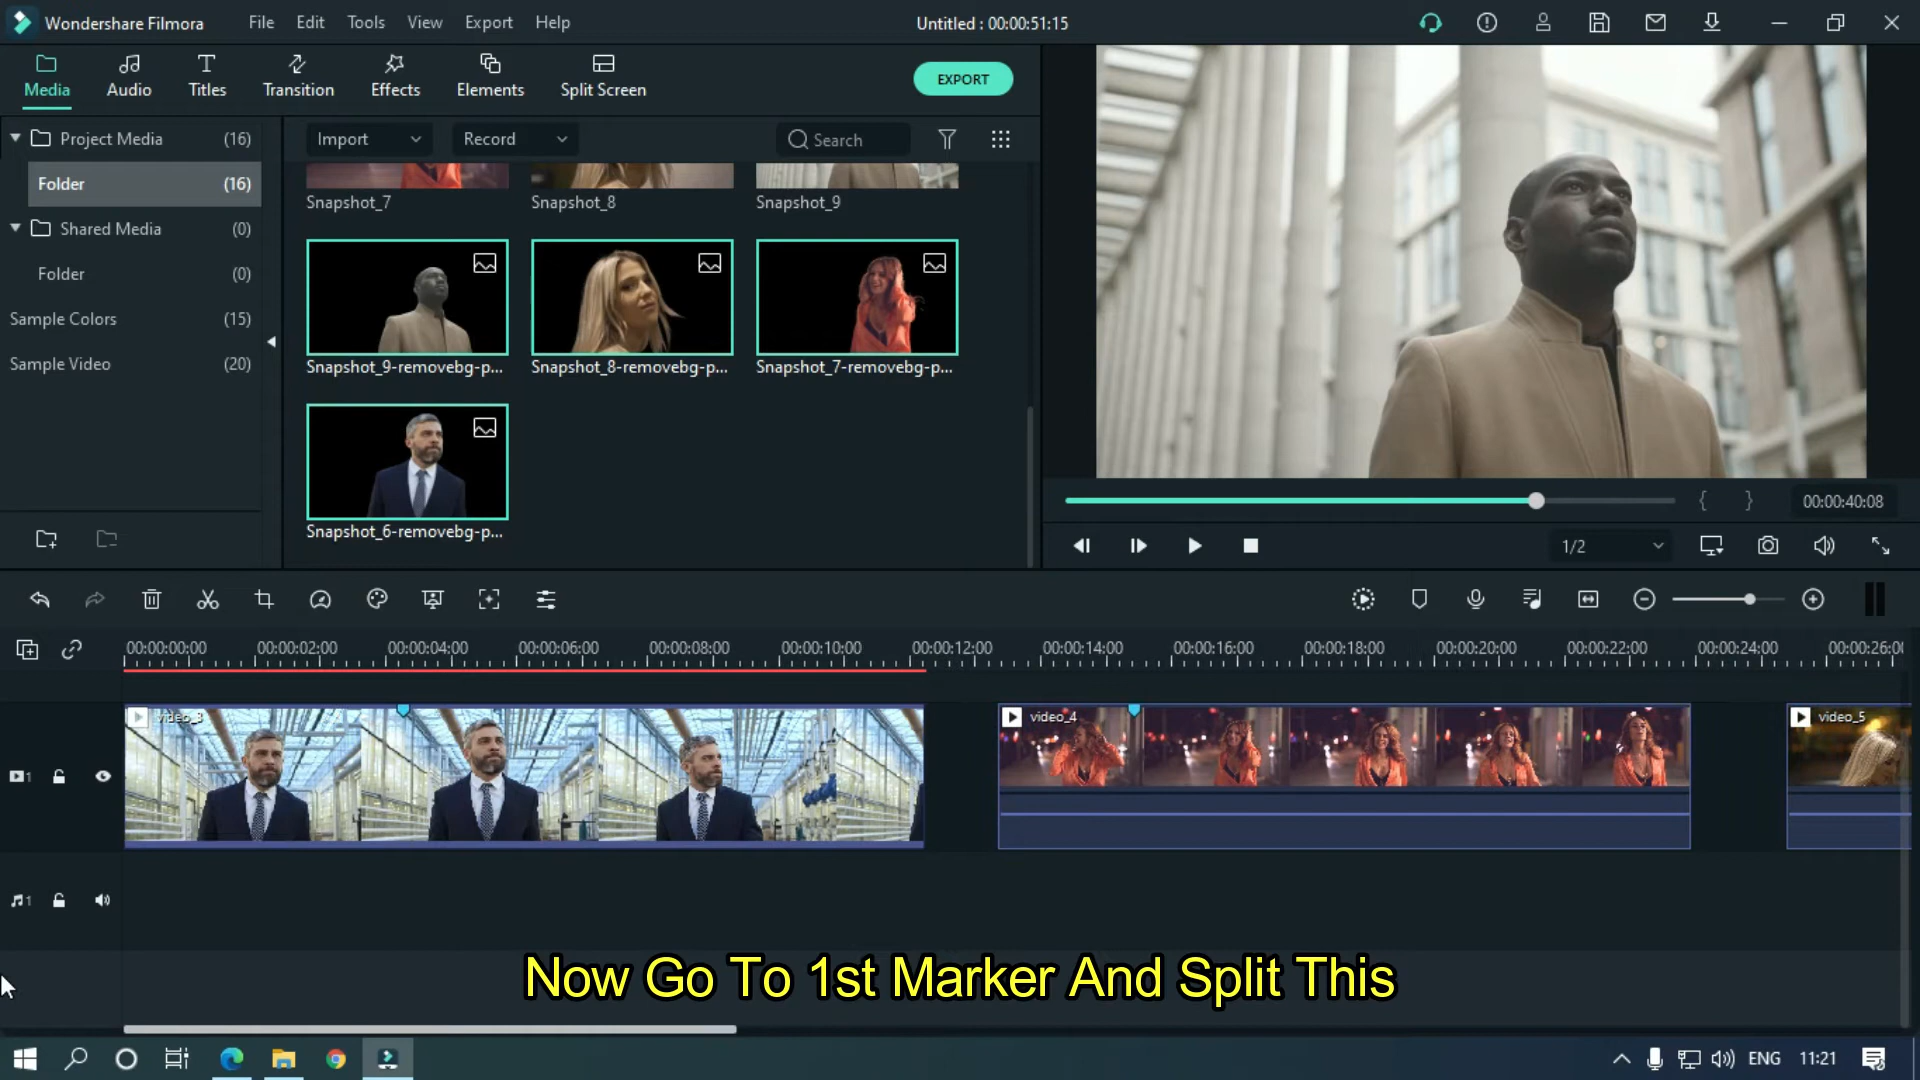 Wondershare Filmora
File
Edit
Tools
View
Export
Help
Untitled : 00:00:51:15
Media
Audio
Titles
Transition
Effects
Elements
Split Screen
EXPORT
Project Media (16)
Folder (16)
Shared Media (0)
Folder (0)
Sample Colors (15)
Sample Video (20)
Import
Record
Search
Snapshot_7
Snapshot_8
Snapshot_9
Snapshot_9-removebg-p...
Snapshot_8-removebg-p...
Snapshot_7-removebg-p...
Snapshot_6-removebg-p...
00:00:40:08
1/2
00:00:00:00
00:00:02:00
00:00:04:00
00:00:06:00
00:00:08:00
00:00:10:00
00:00:12:00
00:00:14:00
00:00:16:00
00:00:18:00
00:00:20:00
00:00:22:00
00:00:24:00
00:00:26:0
video_3
video_4
video_5
1
1
Now Go To 1st Marker And Split This
ENG
11:21